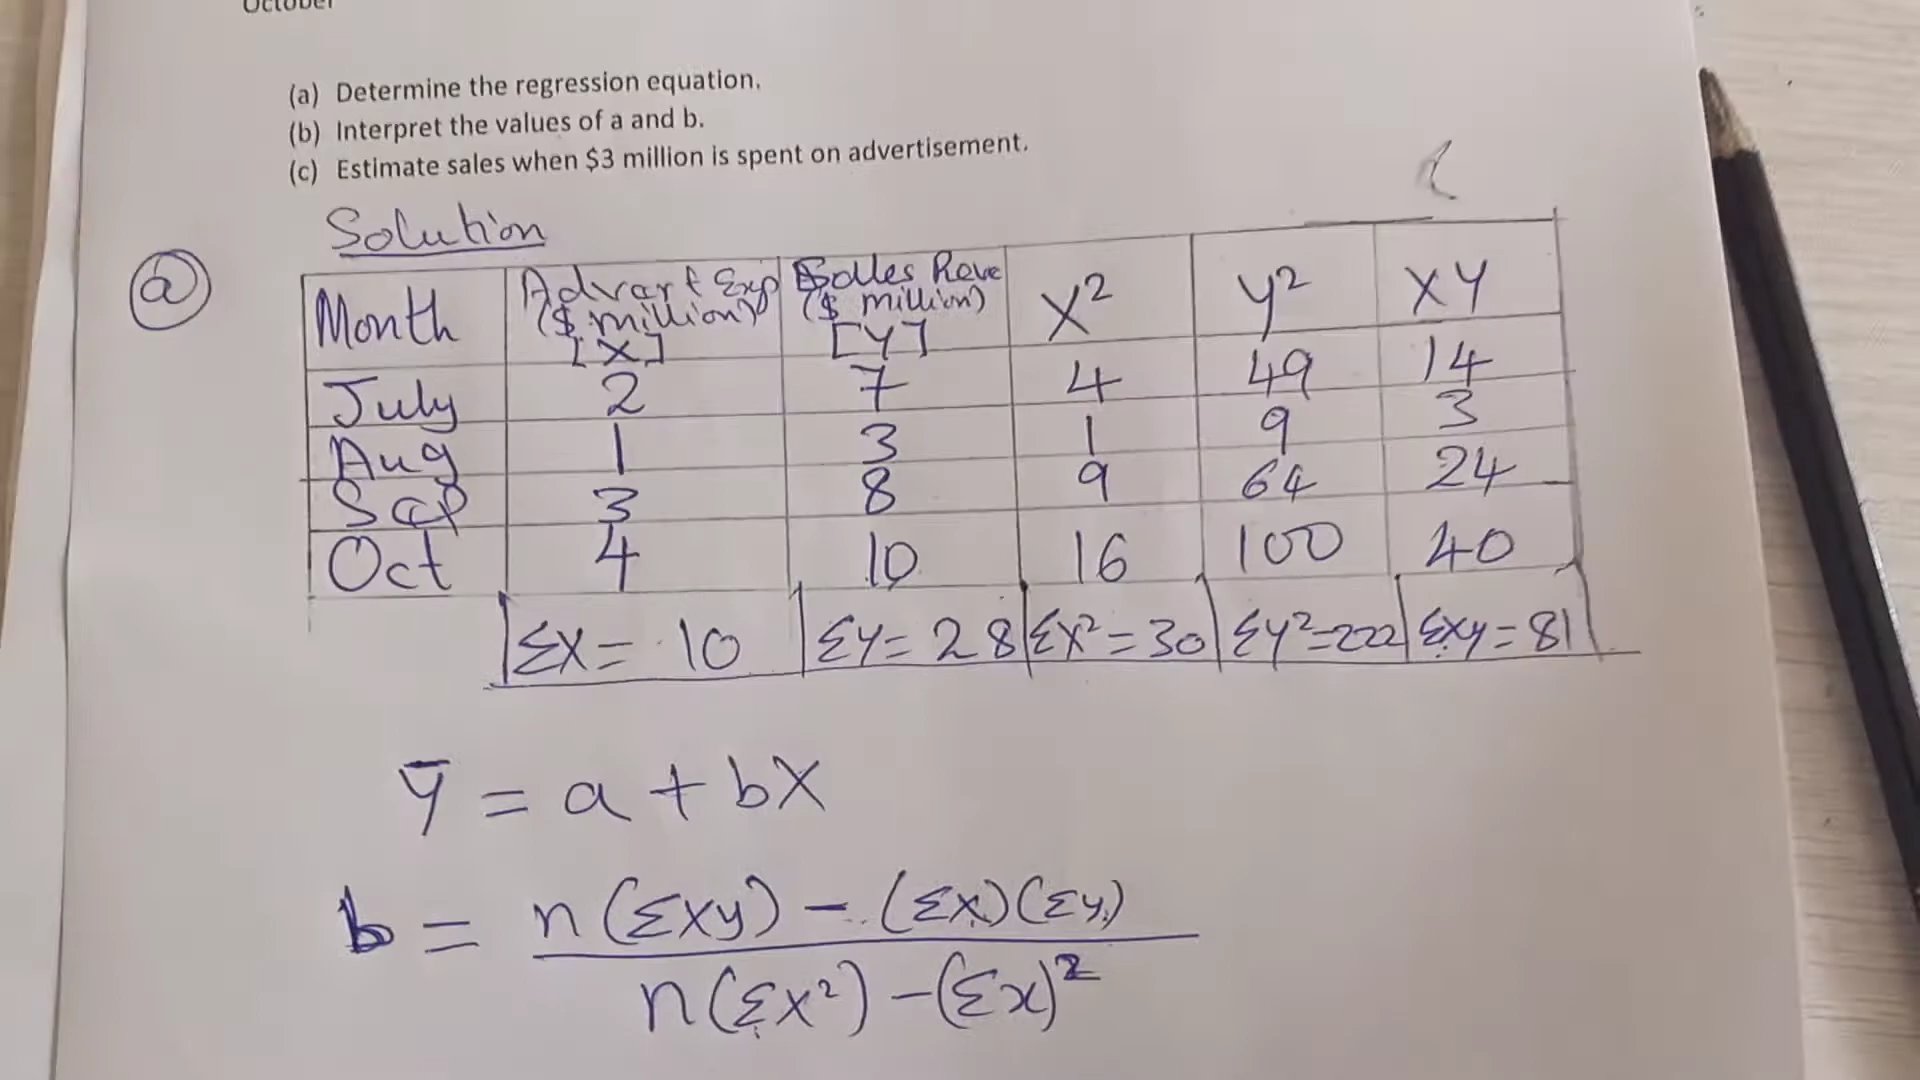 October
(a) Determine the regression equation.
(b) Interpret the values of a and b.
(c) Estimate sales when $3 million is spent on advertisement.
Solution
(a)
Month | Advert Exp ($ million) [X] | Salles Reve ($ million) [Y] | X² | Y² | XY
July | 2 | 7 | 4 | 49 | 14
Aug | 1 | 3 | 1 | 9 | 3
Sep | 3 | 8 | 9 | 64 | 24
Oct | 4 | 10 | 16 | 100 | 40
ΣX = 10 | ΣY = 28 | ΣX² = 30 | ΣY² = 222 | ΣXY = 81
Ȳ = a + bX
b = n(ΣXy) - (Σx)(Σy)
n(Σx²) - (Σx)²